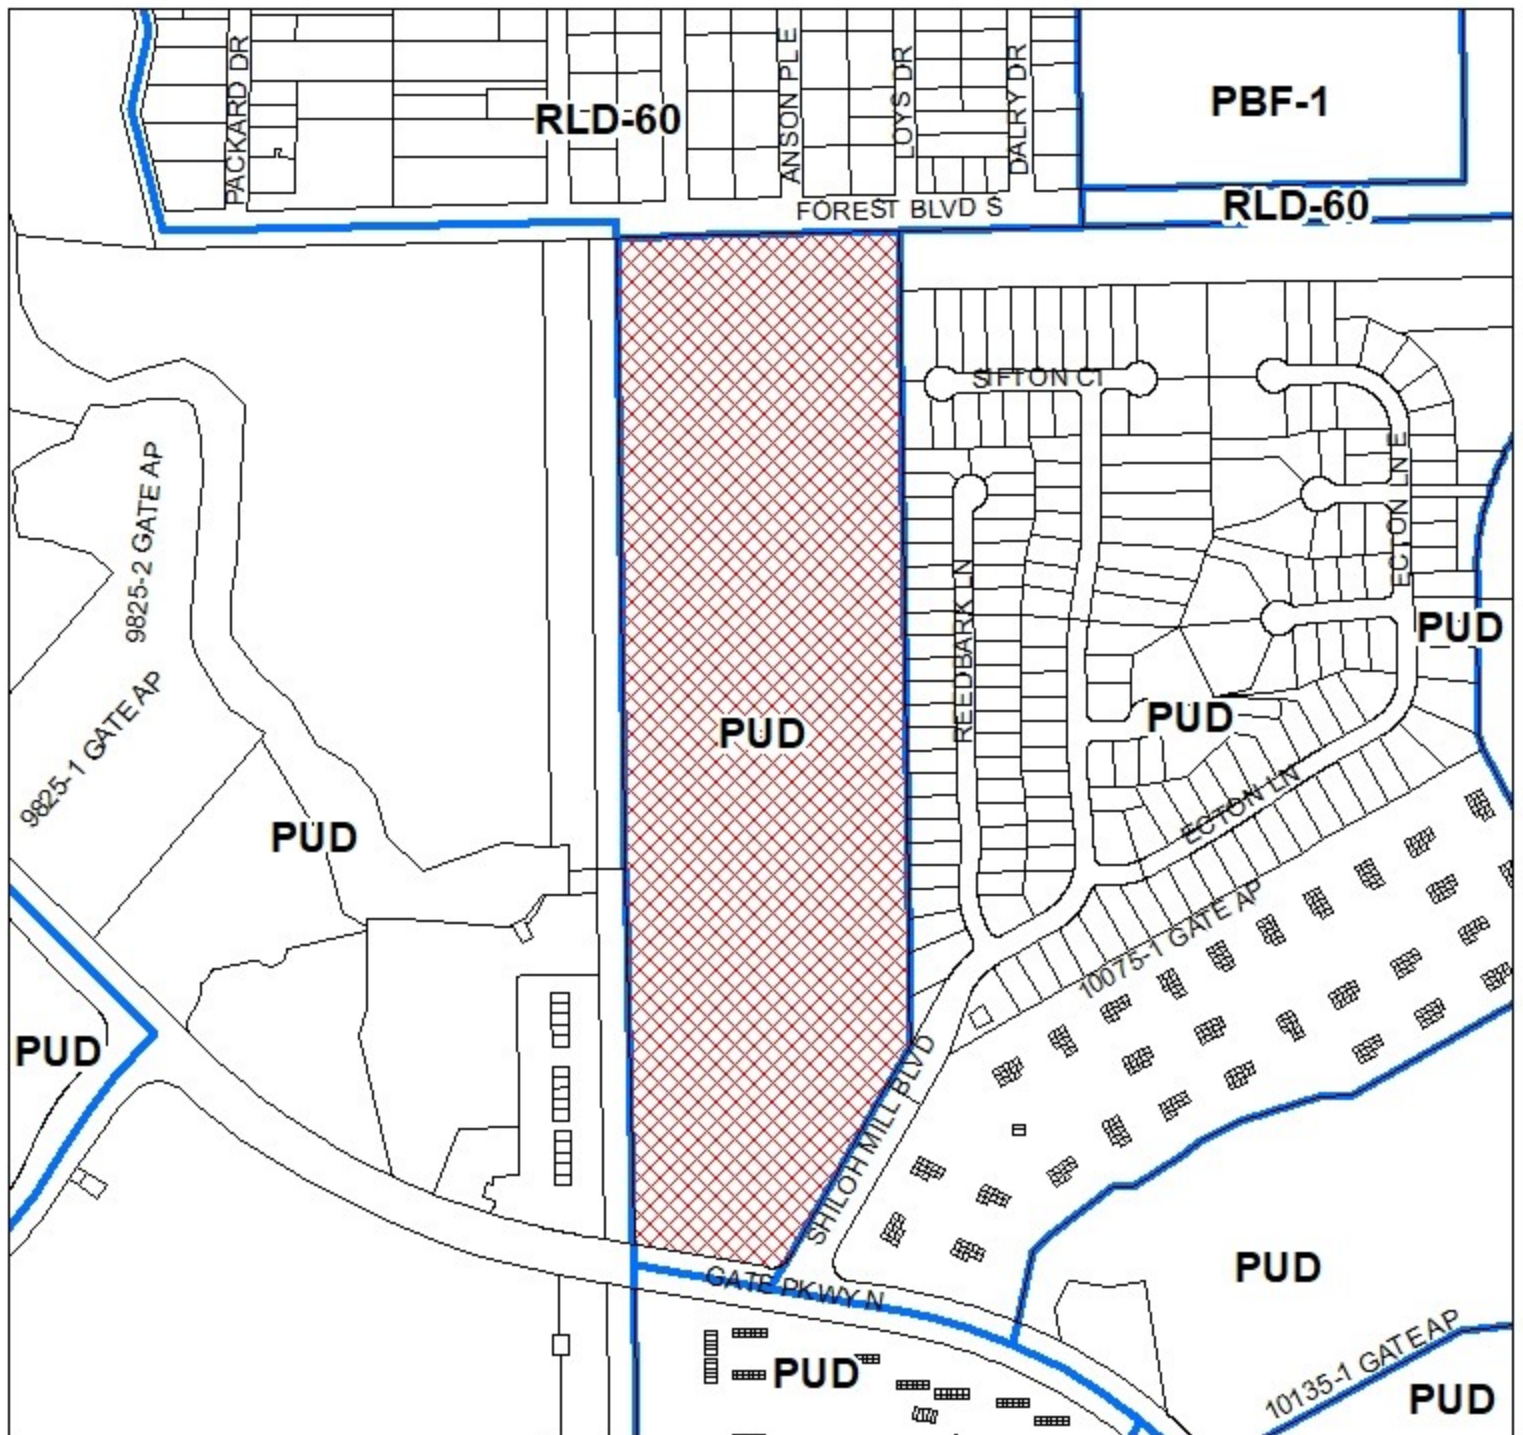 PACKARD DR
RLD-60
ANSON PL E
LOYS DR
DALRY DR
PBF-1
FOREST BLVD S
RLD-60
SIFTON CT
ECTON LN E
9825-2 GATE AP
REEDBARK LN
PUD
9825-1 GATE AP
PUD
PUD
PUD
ECTON LN
10075-1 GATE AP
PUD
SHILOH MILL BLVD
GATE PKWY N
PUD
PUD
10135-1 GATE AP
PUD